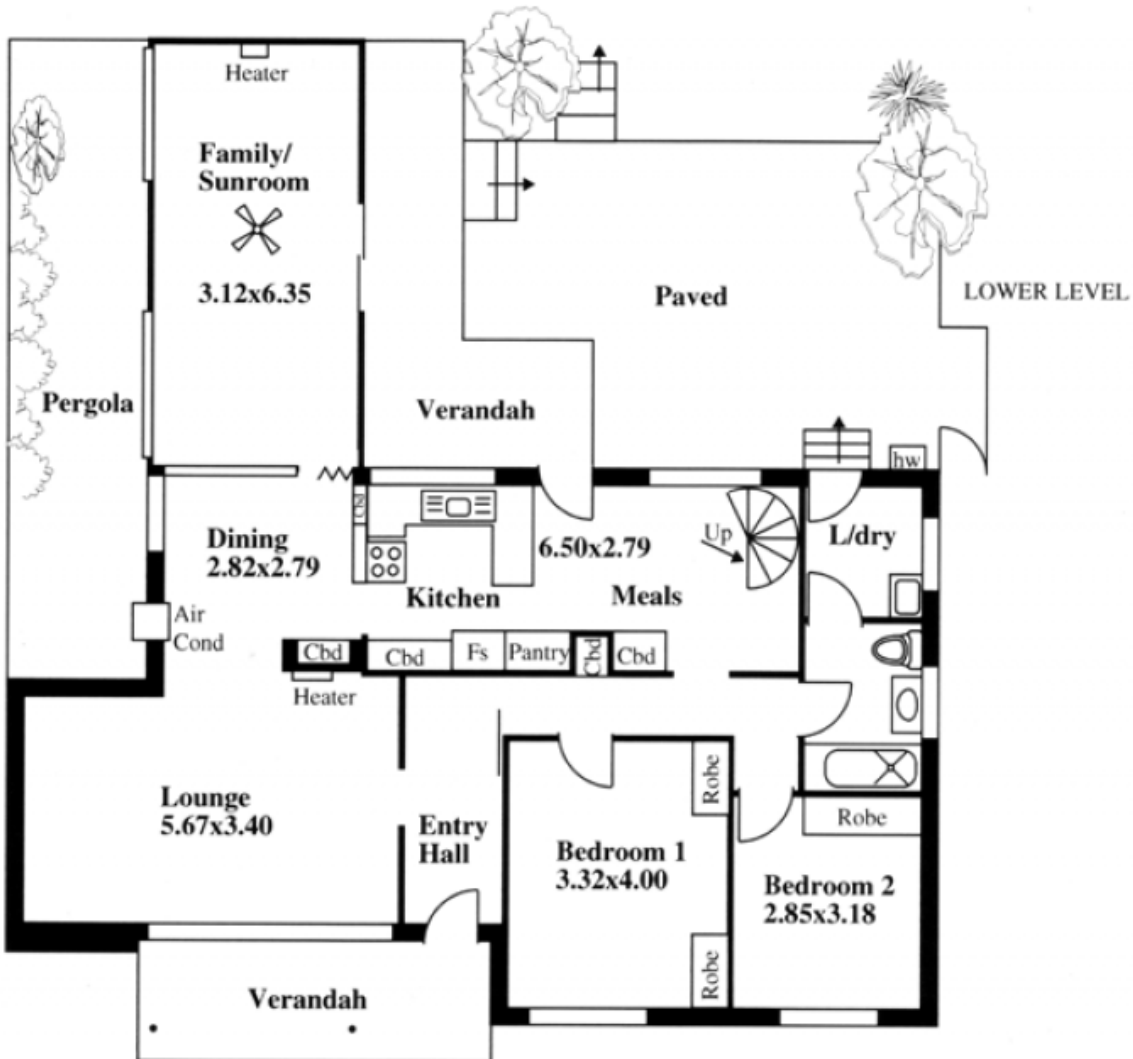 Heater
Family/
Sunroom
3.12x6.35
Paved
LOWER LEVEL
Pergola
Verandah
hw
Cbd
Dining
2.82x2.79
6.50x2.79
Up
L/dry
Kitchen
Meals
Air
Cond
Cbd
Cbd
Fs
Pantry
Cbd
Cbd
Heater
Lounge
5.67x3.40
Entry
Hall
Robe
Robe
Bedroom 1
3.32x4.00
Bedroom 2
2.85x3.18
Robe
Verandah